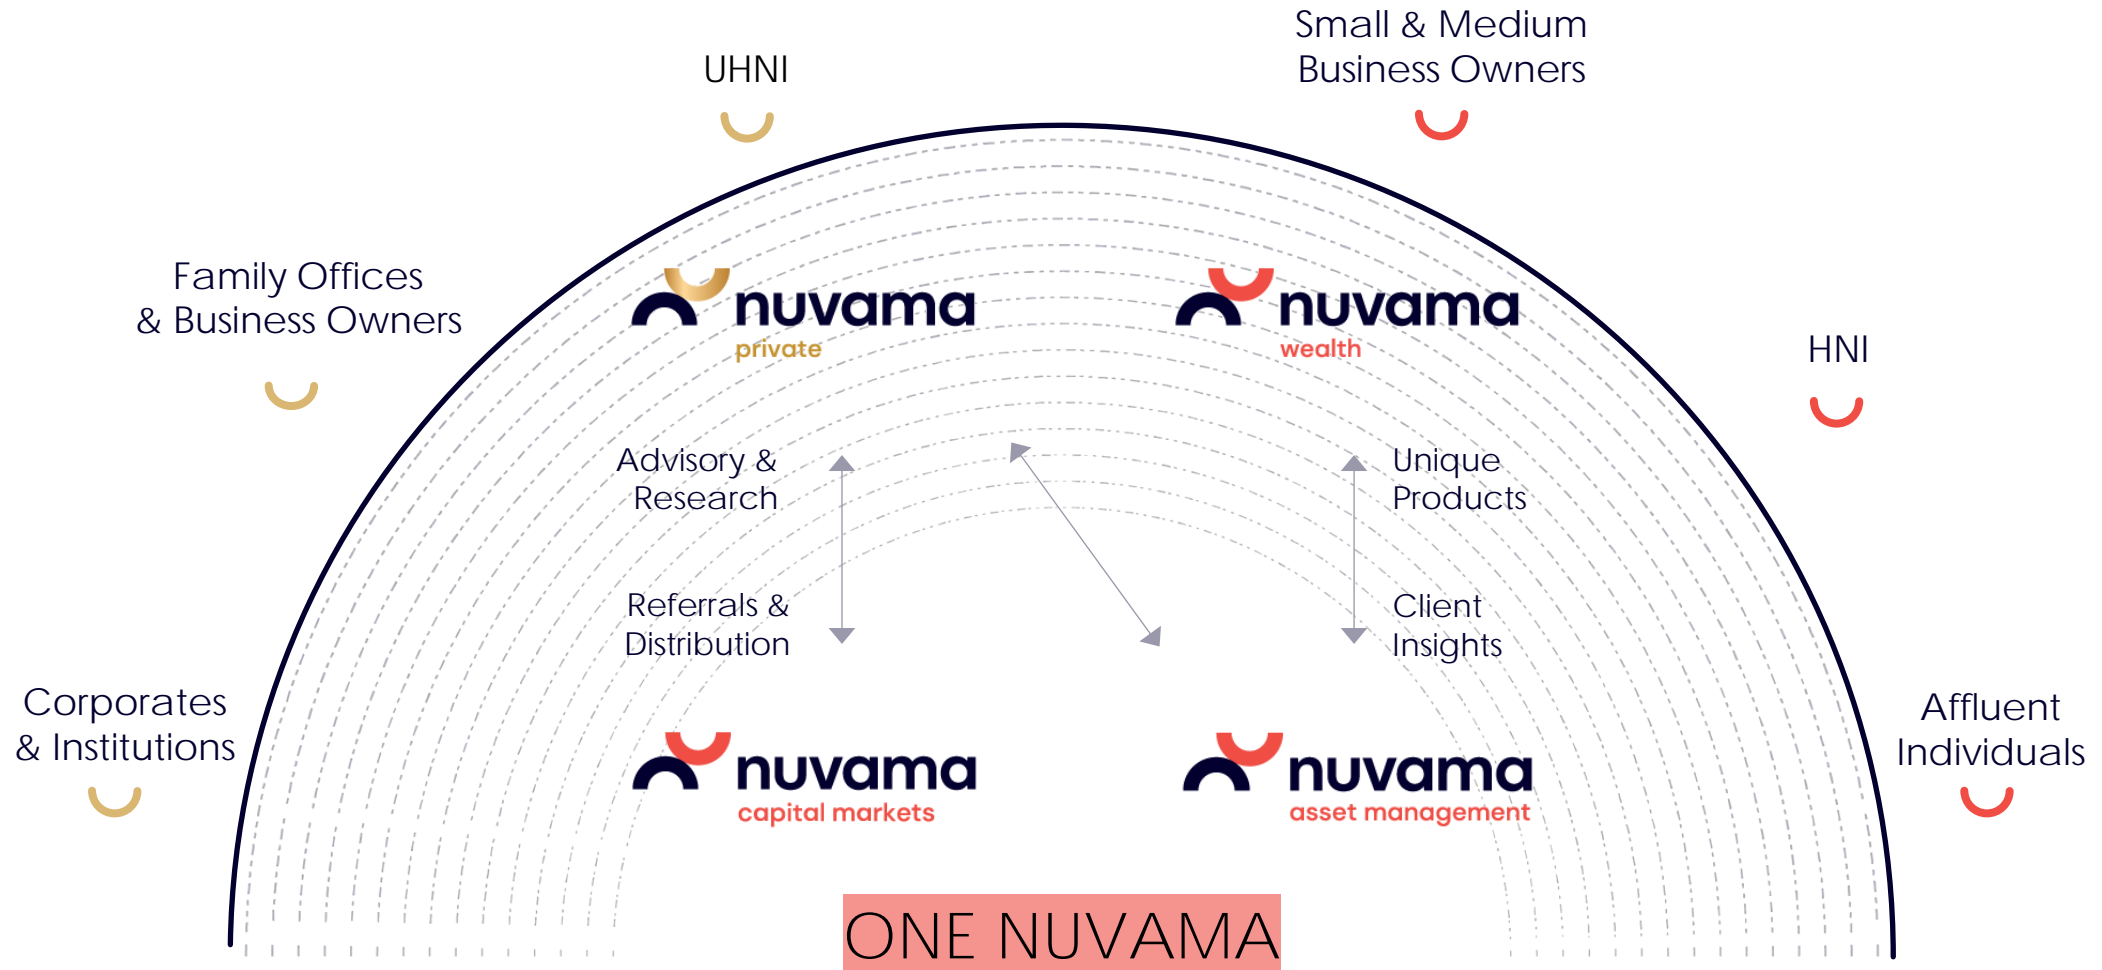 Small & Medium
Business Owners
UHNI
Family Offices
& Business Owners
nuvama
private
nuvama
wealth
HNI
Advisory &
Research
Unique
Products
Referrals &
Distribution
Client
Insights
Corporates
& Institutions
Affluent
Individuals
nuvama
capital markets
nuvama
asset management
ONE NUVAMA